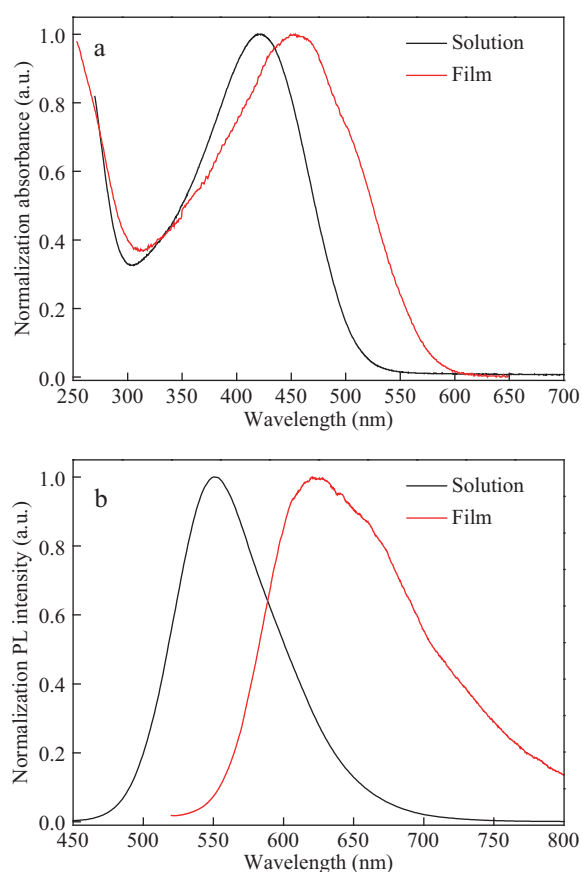 a
Solution
Film
Normalization absorbance (a.u.)
1.0
0.8
0.6
0.4
0.2
0.0
250 300 350 400 450 500 550 600 650 700
Wavelength (nm)
b
Solution
Film
Normalization PL intensity (a.u.)
1.0
0.8
0.6
0.4
0.2
0.0
450 500 550 600 650 700 750 800
Wavelength (nm)